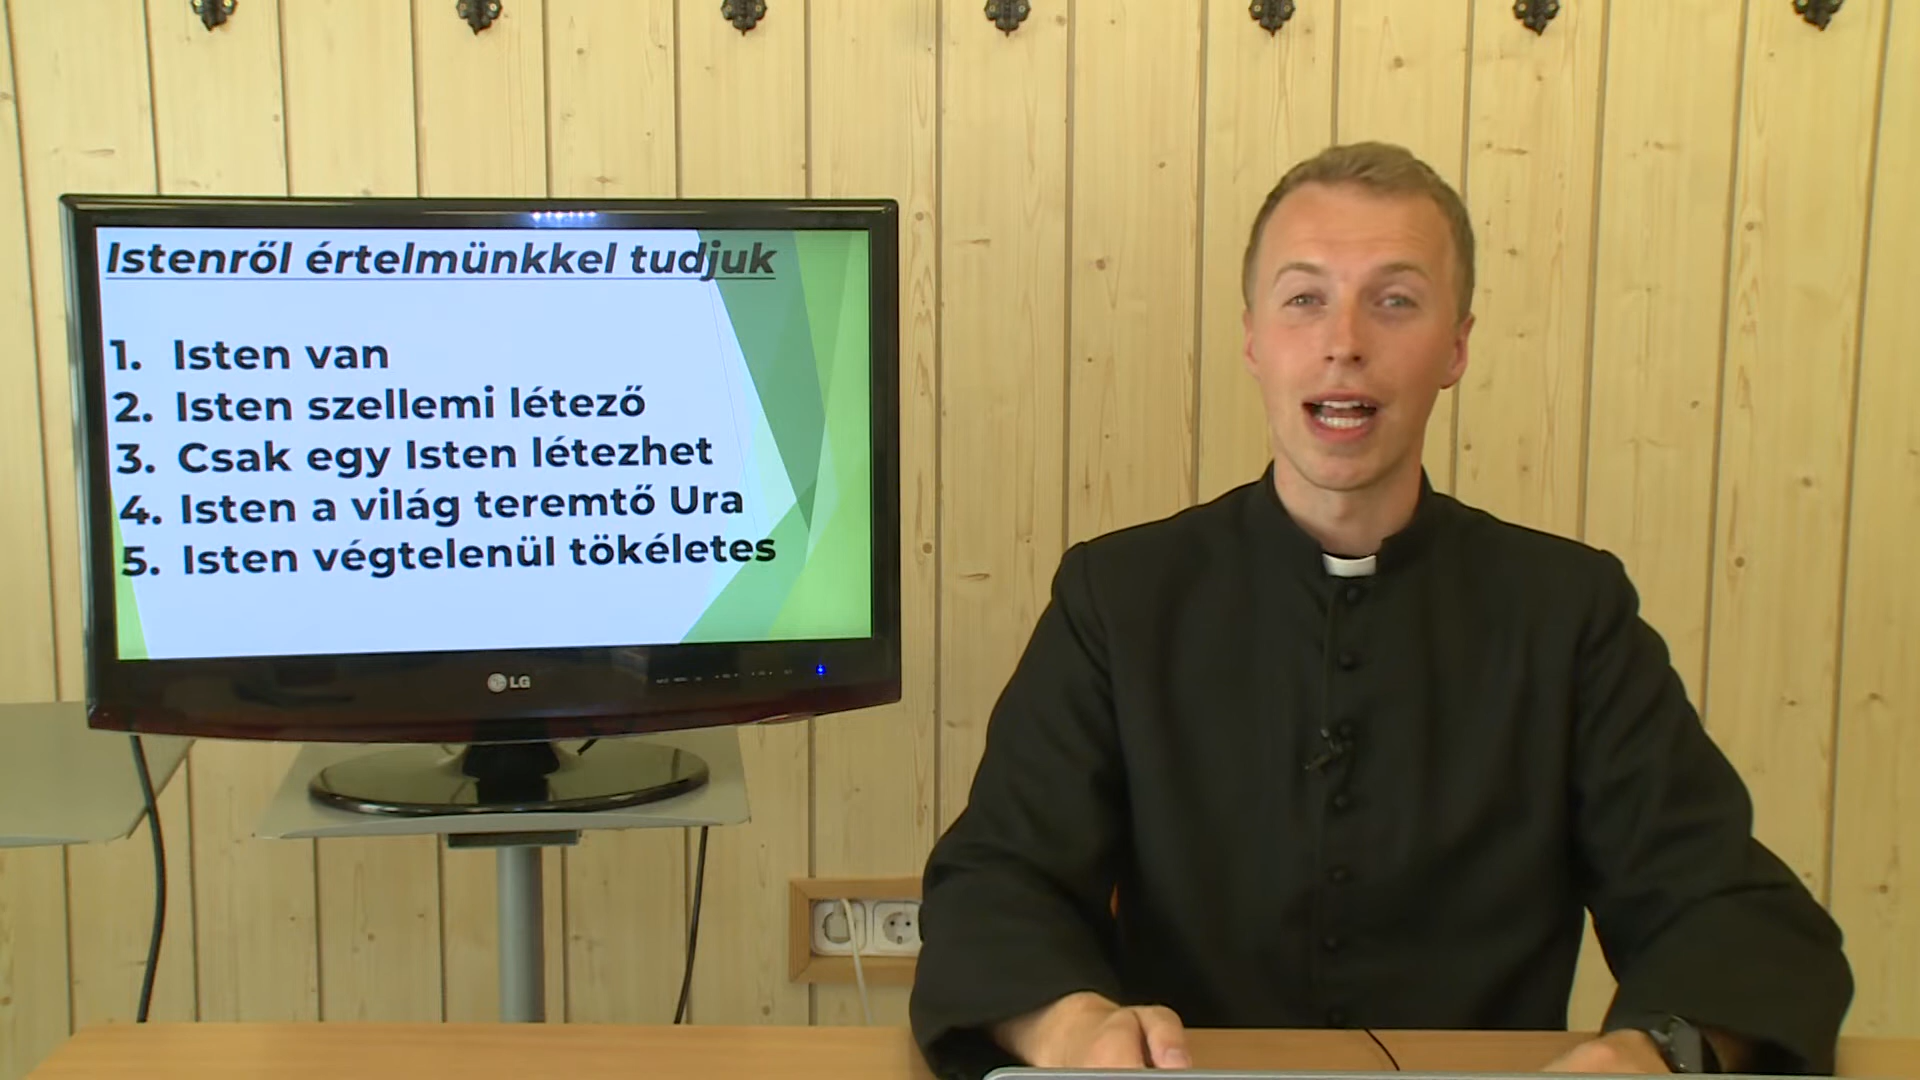 Istenről értelmünkkel tudjuk
1. Isten van
2. Isten szellemi létező
3. Csak egy Isten létezhet
4. Isten a világ teremtő Ura
5. Isten végtelenül tökéletes
LG